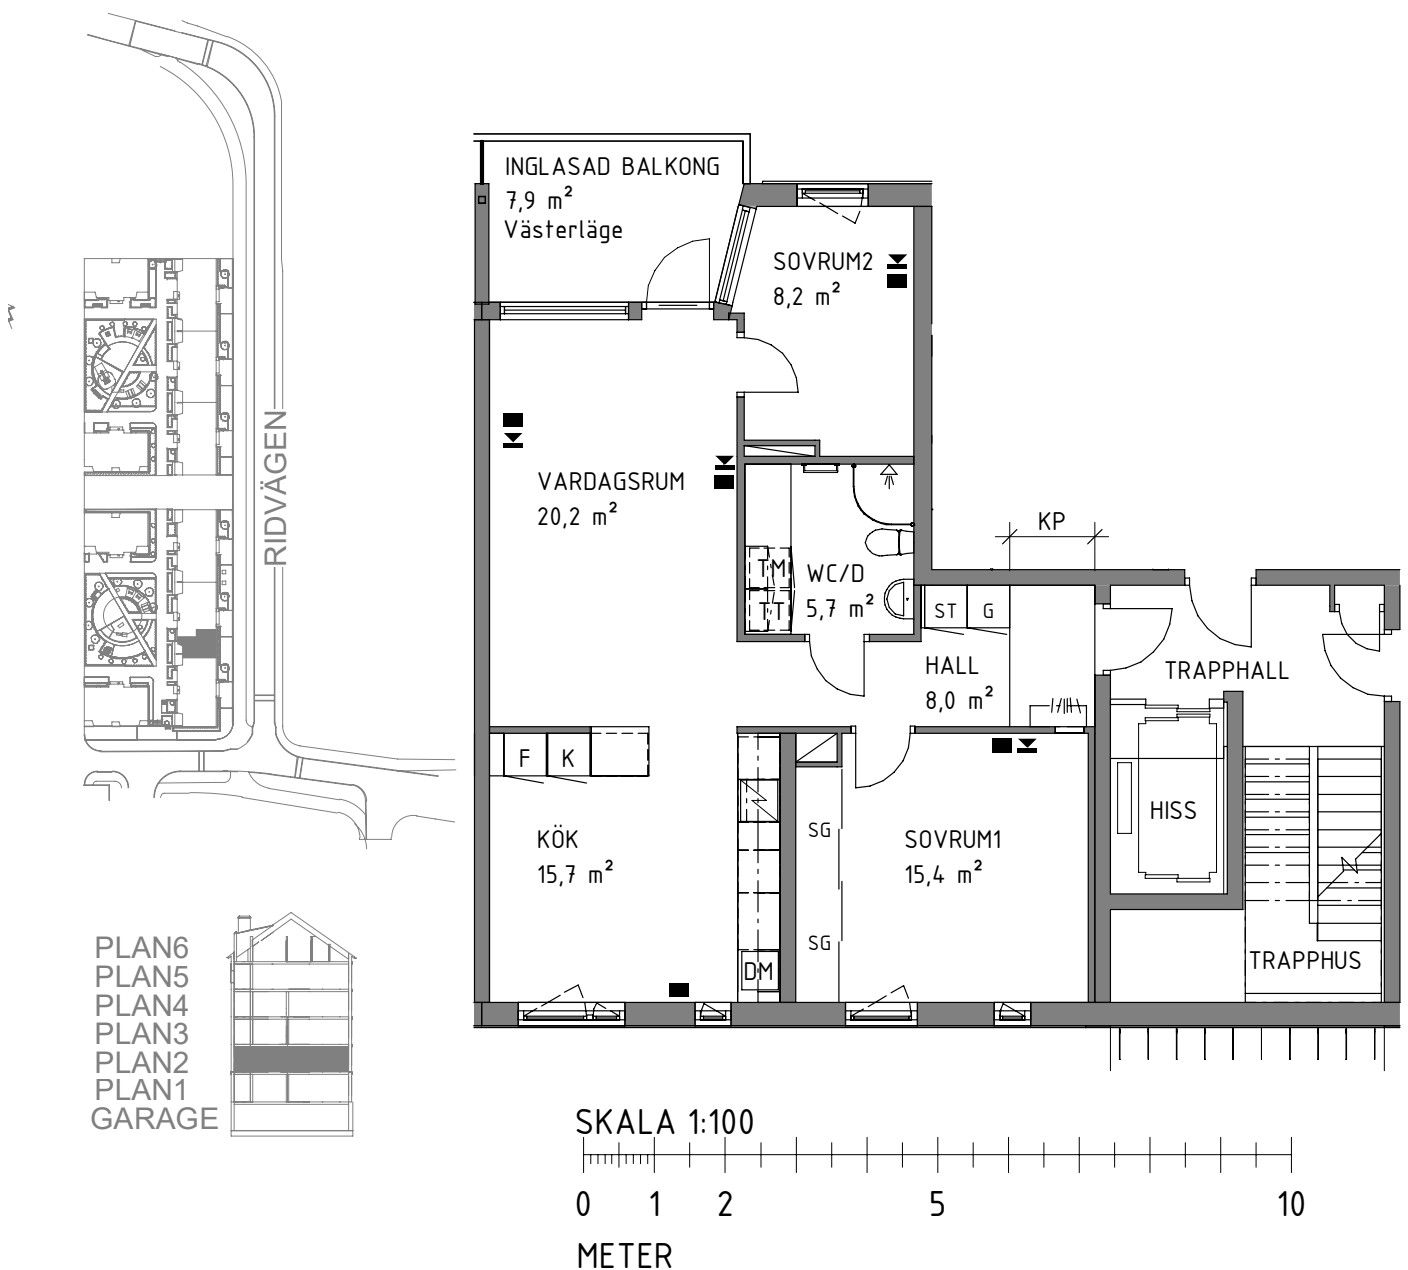 INGLASAD BALKONG
7,9 m²
Västerläge
SOVRUM2
8,2 m²
VARDAGSRUM
20,2 m²
KP
TM
TT
WC/D
5,7 m²
ST
G
HALL
8,0 m²
TRAPPHALL
F
K
KÖK
15,7 m²
SG
SG
DM
SOVRUM1
15,4 m²
HISS
TRAPPHUS
RIDVÄGEN
PLAN6
PLAN5
PLAN4
PLAN3
PLAN2
PLAN1
GARAGE
SKALA 1:100
0 1 2 5 10
METER